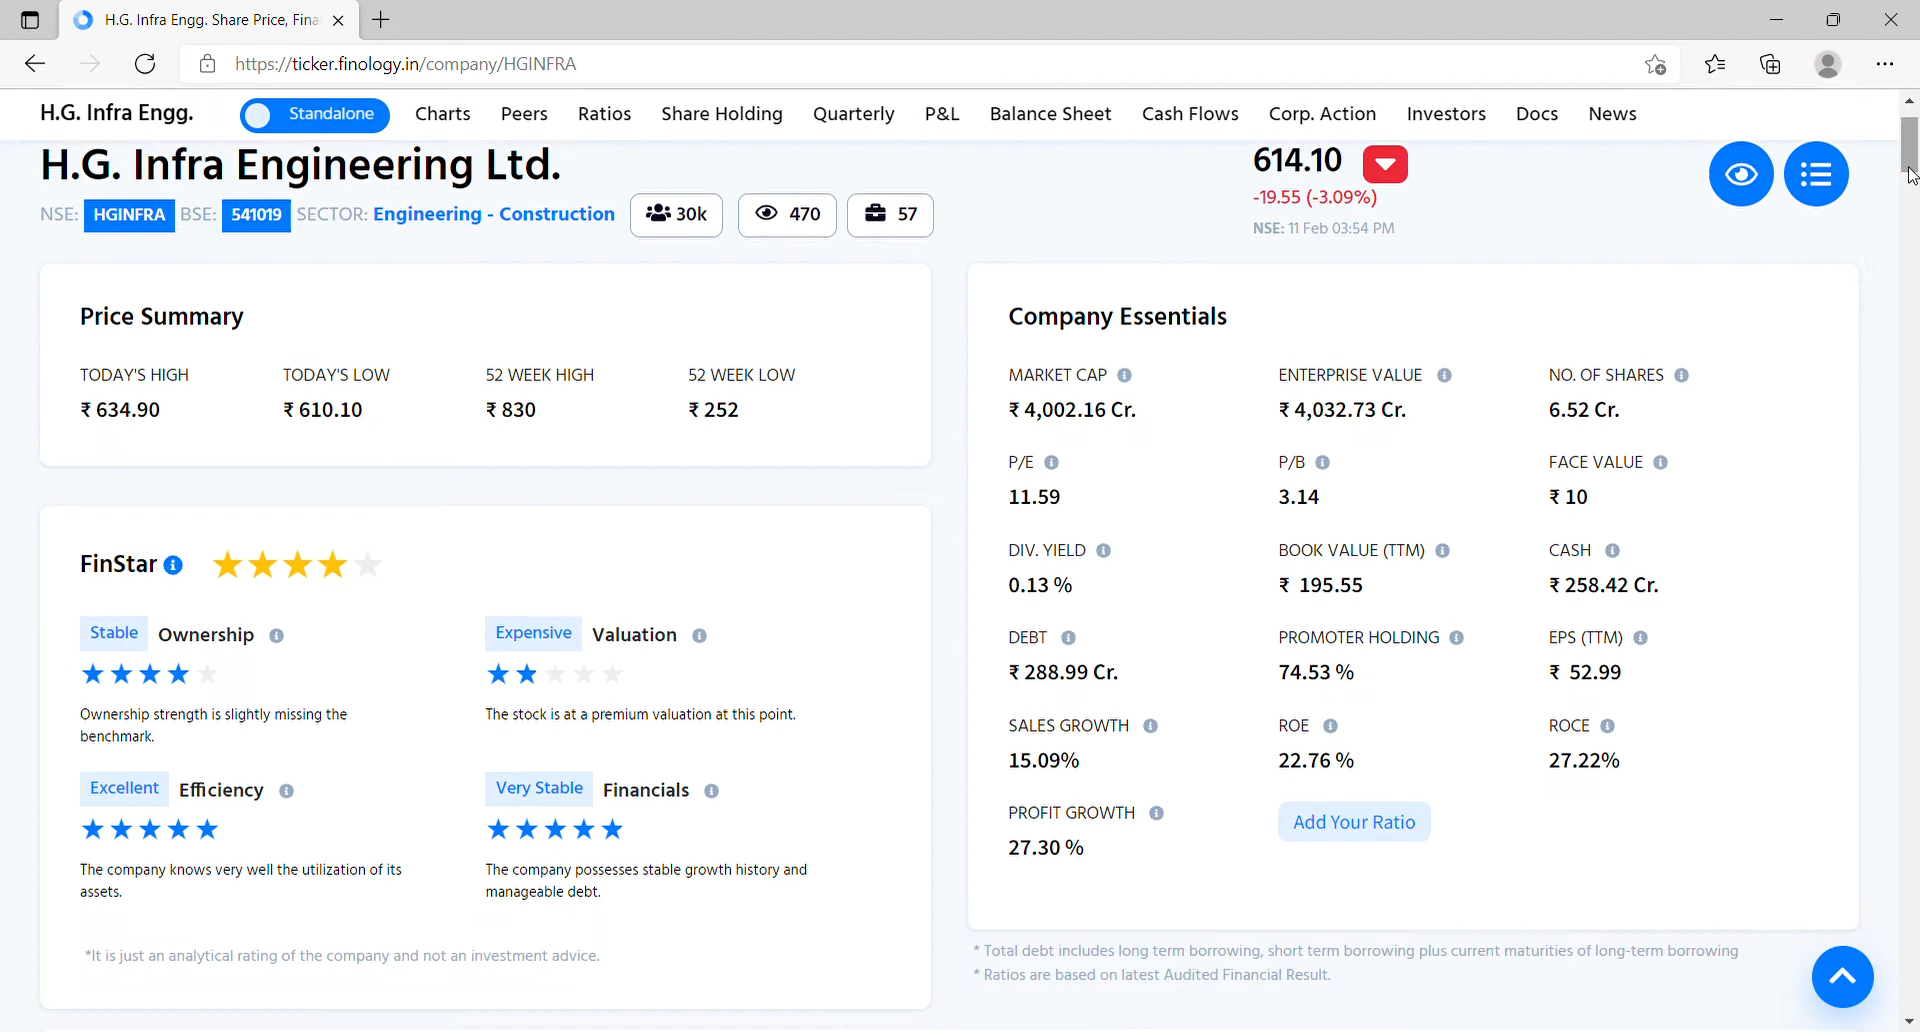 H.G. Infra Engg. Share Price, Fina
https://ticker.finology.in/company/HGINFRA
H.G. Infra Engg. Standalone Charts Peers Ratios Share Holding Quarterly P&L Balance Sheet Cash Flows Corp. Action Investors Docs News
H.G. Infra Engineering Ltd.
NSE: HGINFRA BSE: 541019 SECTOR: Engineering - Construction 30k 470 57
614.10
-19.55 (-3.09%)
NSE: 11 Feb 03:54 PM
Price Summary
TODAY'S HIGH TODAY'S LOW 52 WEEK HIGH 52 WEEK LOW
₹ 634.90 ₹ 610.10 ₹ 830 ₹ 252
FinStar
Stable Ownership
Ownership strength is slightly missing the
benchmark.
Expensive Valuation
The stock is at a premium valuation at this point.
Excellent Efficiency
The company knows very well the utilization of its
assets.
Very Stable Financials
The company possesses stable growth history and
manageable debt.
*It is just an analytical rating of the company and not an investment advice.
Company Essentials
MARKET CAP ENTERPRISE VALUE NO. OF SHARES
₹ 4,002.16 Cr. ₹ 4,032.73 Cr. 6.52 Cr.
P/E P/B FACE VALUE
11.59 3.14 ₹ 10
DIV. YIELD BOOK VALUE (TTM) CASH
0.13 % ₹ 195.55 ₹ 258.42 Cr.
DEBT PROMOTER HOLDING EPS (TTM)
₹ 288.99 Cr. 74.53 % ₹ 52.99
SALES GROWTH ROE ROCE
15.09% 22.76 % 27.22%
PROFIT GROWTH Add Your Ratio
27.30 %
* Total debt includes long term borrowing, short term borrowing plus current maturities of long-term borrowing
* Ratios are based on latest Audited Financial Result.